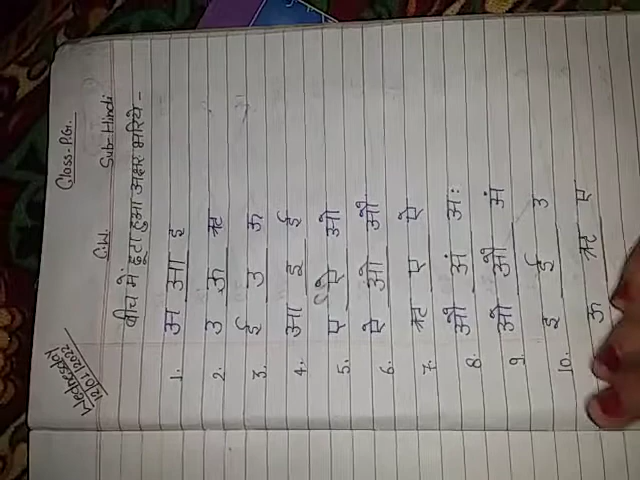 Class- P.G.
Wednesday
12/01/2022
C.W. Sub- Hindi
बीच में छूटा हुआ अक्षर भरिये -
1. अ आ इ
2. उ ऊ ऋ
3. ई उ ऊ
4. आ इ ई
5. ए ऐ ओ
6. ऐ ओ औ
7. ऋ ए ऐ
8. औ अं अः
9. ओ औ अं
10. इ ई उ
ऊ ऋ ए